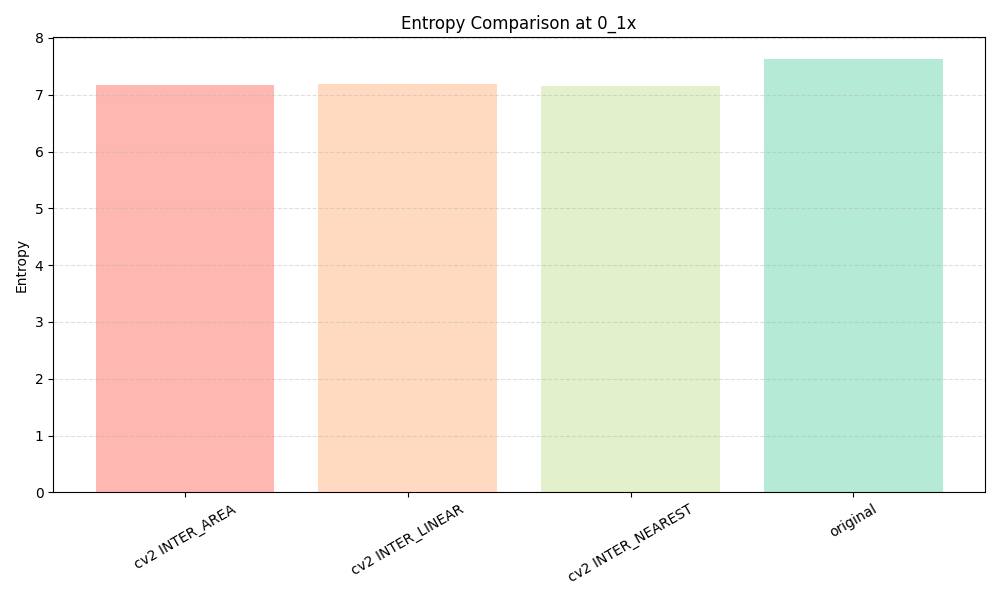 Entropy Comparison at 0_1x
8
7
6
5
4
3
2
1
0
Entropy
cv2 INTER_AREA
cv2 INTER_LINEAR
cv2 INTER_NEAREST
original